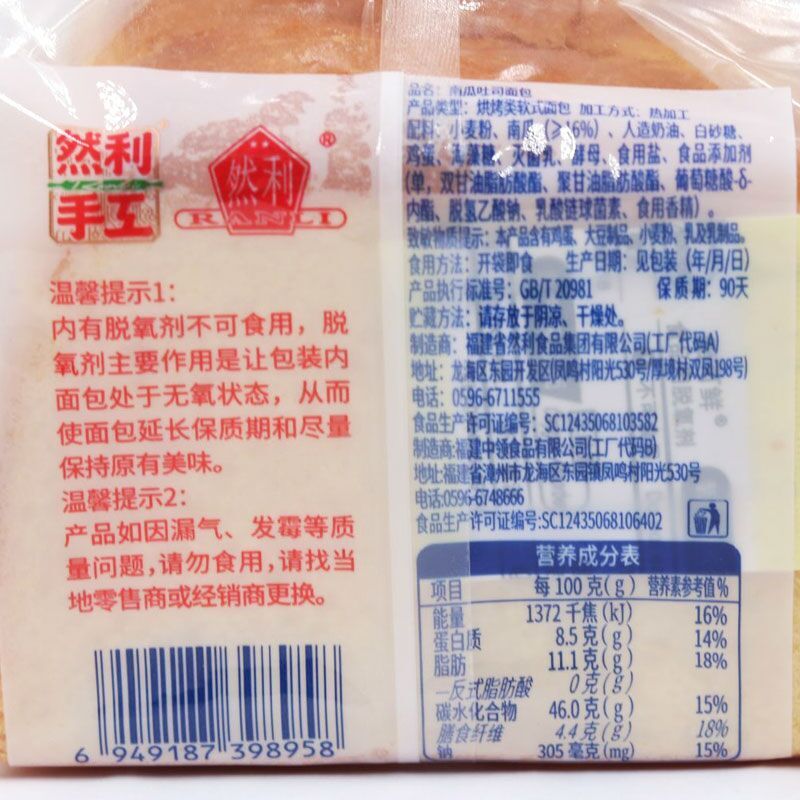 然利
手工
然利
®
RANLI
温馨提示1:
内有脱氧剂不可食用，脱
氧剂主要作用是让包装内
面包处于无氧状态，从而
使面包延长保质期和尽量
保持原有美味。
温馨提示2:
产品如因漏气、发霉等质
量问题,请勿食用,请找当
地零售商或经销商更换。
6 949187 398958
品名：南瓜吐司面包
产品类型：烘烤类软式面包 加工方式：热加工
配料：小麦粉、南瓜(≥6%)、人造奶油、白砂糖、
鸡蛋、海藻糖、酵母、食用盐、食品添加剂
(单，双甘油脂肪酸酯、聚甘油脂肪酸酯、葡萄糖酸-δ-
内酯、脱氢乙酸钠、乳酸链球菌素、食用香精)。
致敏物质提示：本产品含有鸡蛋、大豆制品、小麦粉、乳及乳制品。
食用方法：开袋即食 生产日期：见包装（年/月/日）
产品执行标准号：GB/T 20981 保质期：90天
贮藏方法：请存放于阴凉、干燥处。
制造商：福建省然利食品集团有限公司(工厂代码A)
地址：龙海区东园开发区(凤鸣村阳光530号/厚境村双凤198号)
电话：0596-6711555
食品生产许可证编号：SC12435068103582
制造商:福建中领食品有限公司(工厂代码B)
地址:福建省漳州市龙海区东园镇凤鸣村阳光530号
电话:0596-6748666
食品生产许可证编号:SC12435068106402
营养成分表
项目 每100克(g) 营养素参考值%
能量 1372 千焦(kJ) 16%
蛋白质 8.5 克(g) 14%
脂肪 11.1 克(g) 18%
—反式脂肪酸 0 克(g)
碳水化合物 46.0 克(g) 15%
膳食纤维 4.4 克(g) 18%
钠 305 毫克(mg) 15%